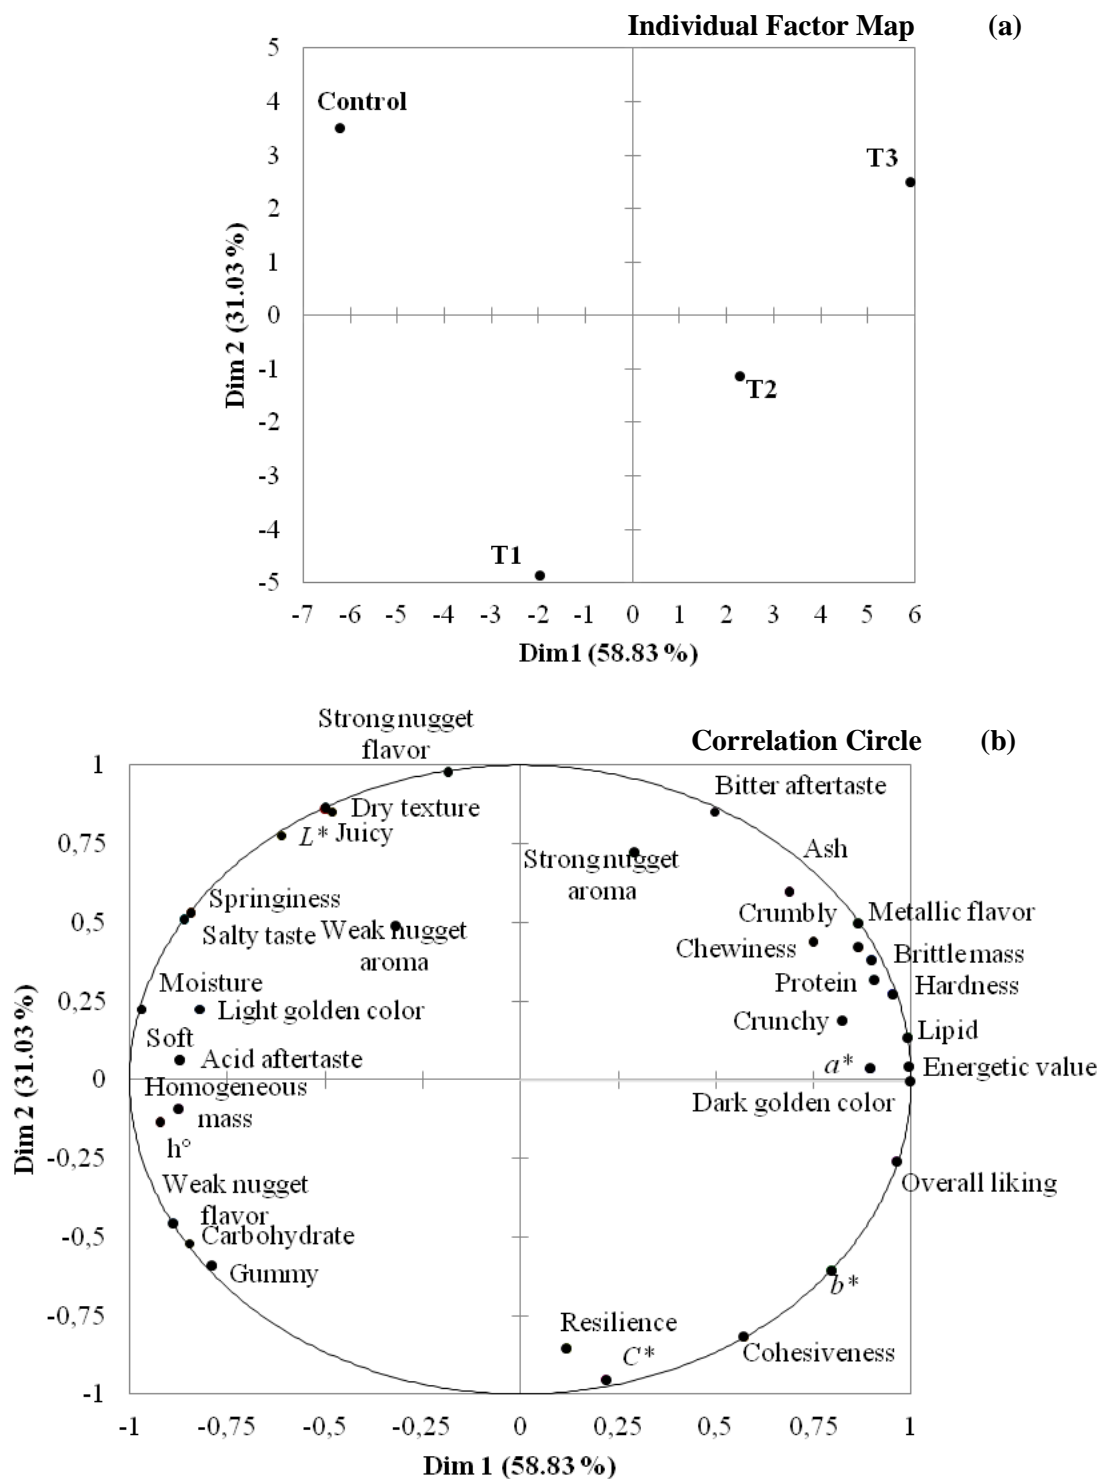 Individual Factor Map (a)
5
4
Control
3
T3
2
1
0
-1
T2
-2
-3
-4
T1
-5
-7 -6 -5 -4 -3 -2 -1 0 1 2 3 4 5 6
Dim 2 (31.03 %)
Dim1 (58.83 %)
Strong nugget
flavor
Correlation Circle (b)
1
Bitter aftertaste
Dry texture
L* Juicy
0,75
Ash
Strong nugget
aroma
Springiness
Crumbly
Metallic flavor
0,5
Salty taste
Weak nugget
aroma
Chewiness
Brittle mass
Moisture
Protein
Hardness
0,25
Light golden color
Crunchy
Lipid
Soft
Acid aftertaste
a*
Energetic value
0
Homogeneous
mass
Dark golden color
h°
-0,25
Weak nugget
flavor
Overall liking
Carbohydrate
-0,5
Gummy
b*
-0,75
Resilience
C*
Cohesiveness
-1
-1 -0,75 -0,5 -0,25 0 0,25 0,5 0,75 1
Dim 2 (31.03 %)
Dim 1 (58.83 %)